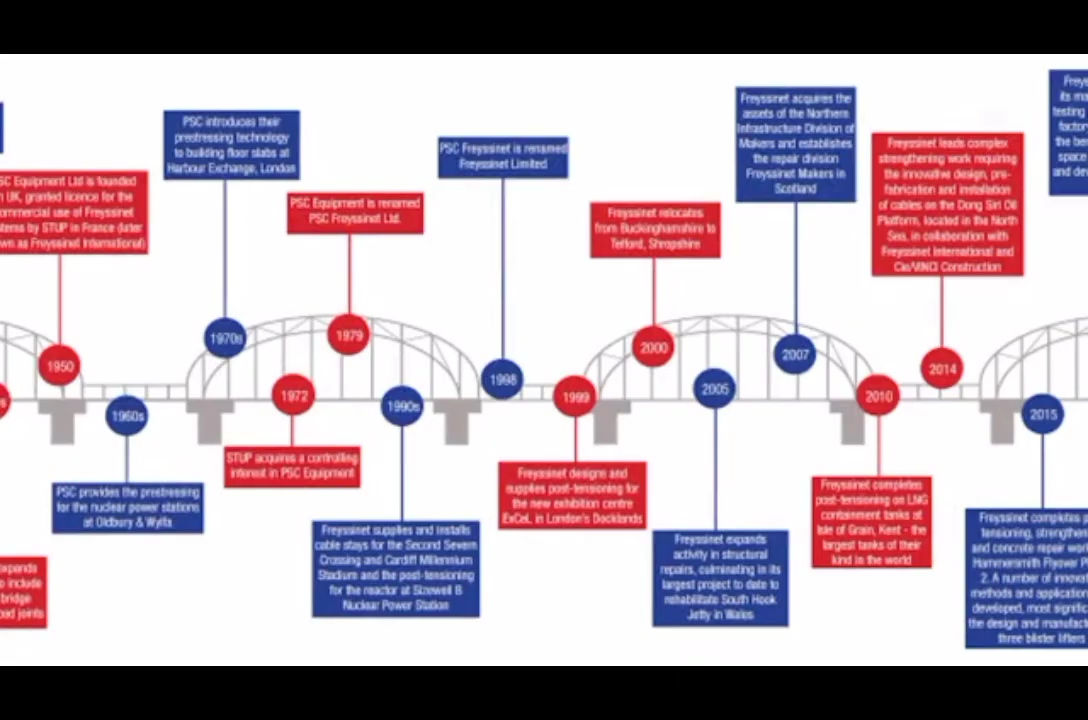 PSC introduces their
prestressing technology
to building floor slabs at
Harbour Exchange, London
PSC Freyssinet is renamed
Freyssinet Limited
Freyssinet acquires the
assets of the Northern
Infrastructure Division of
Makers and establishes
the repair division
Freyssinet Makers in
Scotland
Freyssinet leads complex
strengthening work requiring
the innovative design, pre-
fabrication and installation
of cables on the Dong Siri Oil
Platform, located in the North
Sea, in collaboration with
Freyssinet International and
Cie/VINCI Construction
its
testing
space
SC Equipment Ltd is founded
UK, granted licence for the
ommercial use of Freyssinet
by STUP in France (later
as Freyssinet International)
PSC Equipment is renamed
PSC Freyssinet Ltd.
Freyssinet relocates
from Buckinghamshire to
Telford, Shropshire
1950
1970s
1979
1998
2000
2007
2014
1960s
1972
1990s
1999
2005
2010
2015
PSC provides the prestressing
for the nuclear power stations
at Oldbury & Wylfa
STUP acquires a controlling
interest in PSC Equipment
Freyssinet supplies and installs
cable stays for the Second Severn
Crossing and Cardiff Millennium
Stadium and the post-tensioning
for the reactor at Sizewell B
Nuclear Power Station
Freyssinet designs and
supplies post-tensioning for
the new exhibition centre
ExCeL in London's Docklands
Freyssinet expands
activity in structural
repairs, culminating in its
largest project to date to
rehabilitate South Hook
Jetty in Wales
Freyssinet completes
post-tensioning on LNG
containment tanks at
Isle of Grain, Kent - the
largest tanks of their
kind in the world
Freyssinet completes
tensioning,
and concrete repair
Hammersmith Flyover
2. A number of
methods and
developed, most
the design and
three blister lifters
include
bridge
joints